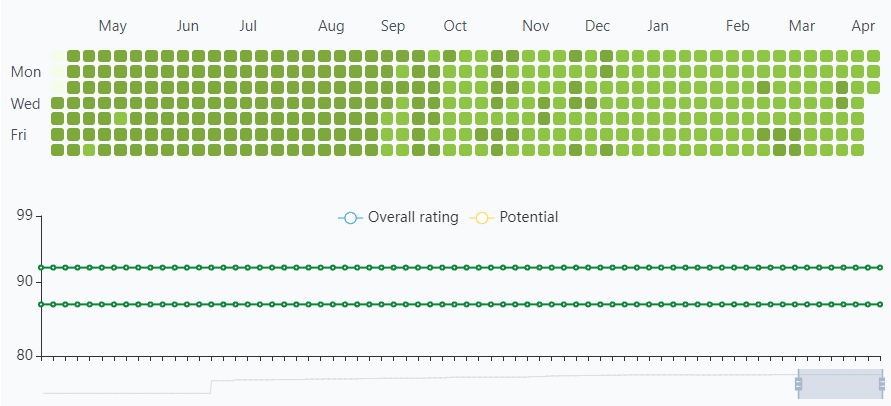 May Jun Jul Aug Sep Oct Nov Dec Jan Feb Mar Apr
Mon
Wed
Fri
99
Overall rating Potential
90
80